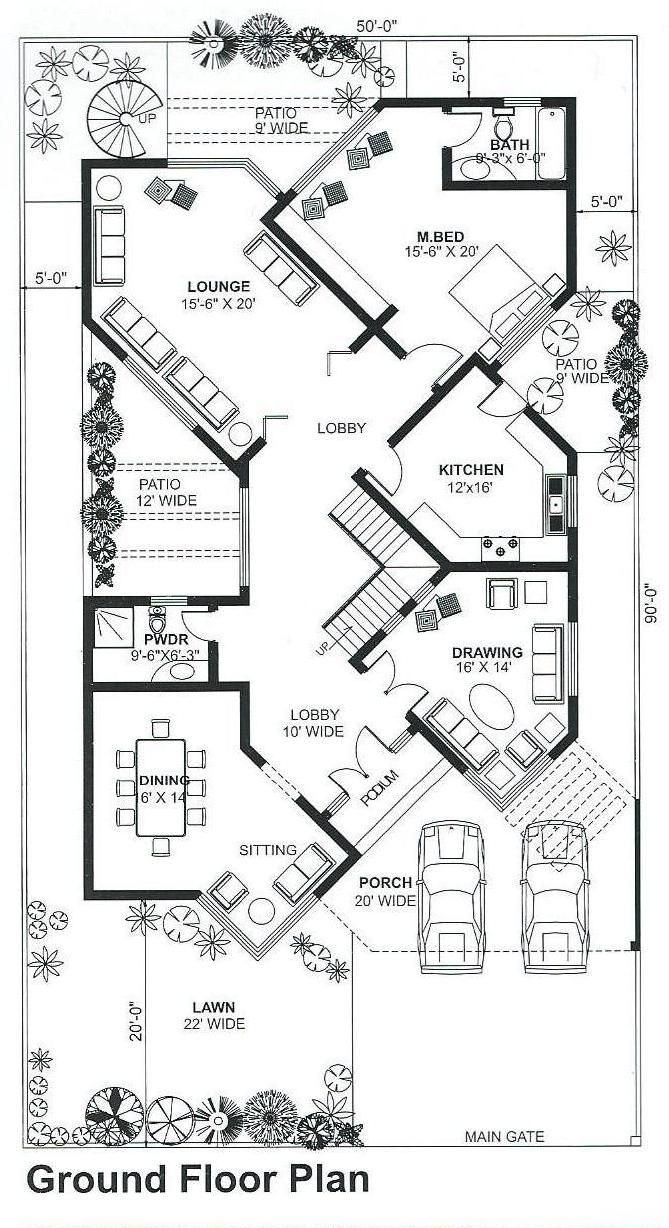 50'-0"
5'-0"
UP
PATIO
9' WIDE
BATH
9'-3"x 6'-0"
5'-0"
M.BED
15'-6" X 20'
5'-0"
LOUNGE
15'-6" X 20'
PATIO
9' WIDE
LOBBY
KITCHEN
12'x16'
PATIO
12' WIDE
90'-0"
PWDR
9'-6"X6'-3"
UP
DRAWING
16' X 14'
LOBBY
10' WIDE
DINING
16' X 14'
PODIUM
SITTING
PORCH
20' WIDE
LAWN
22' WIDE
20'-0"
MAIN GATE
Ground Floor Plan